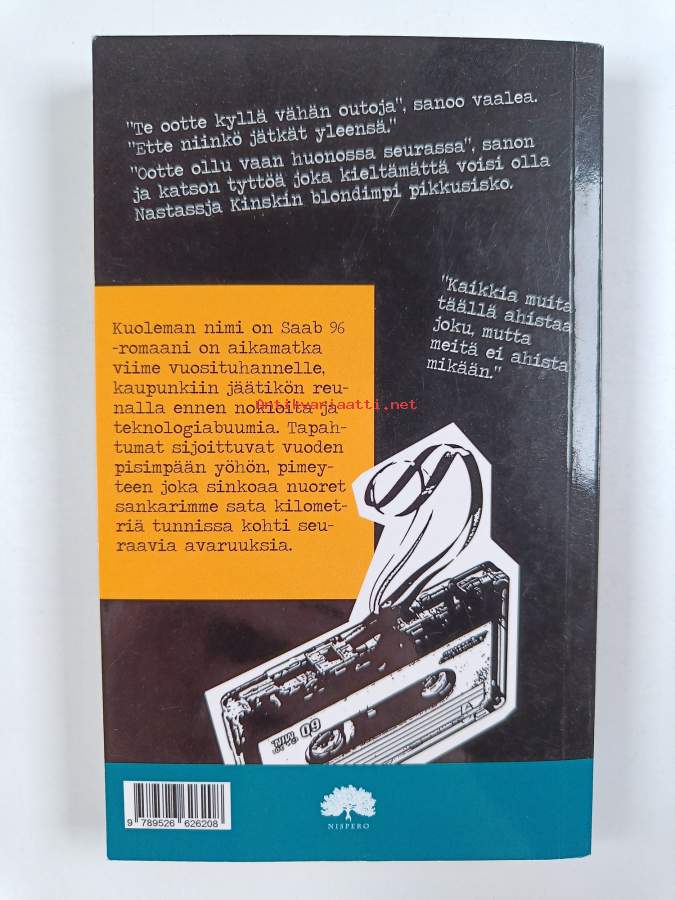 "Te ootte kyllä vähän outoja", sanoo vaalea.
"Ette niinkö jätkät yleensä."
"Ootte ollu vaan huonossa seurassa", sanon
ja katson tyttöä joka kieltämättä voisi olla
Nastassja Kinskin blondimpi pikkusisko.
"Kaikkia muita
täällä ahistaa
joku, mutta
meitä ei ahista
mikään."
Kuoleman nimi on Saab 96
-romaani on aikamatka
viime vuosituhannelle,
kaupunkiin jäätikön reu-
nalla ennen nokioita ja
teknologiabuumia. Tapah-
tumat sijoittuvat vuoden
pisimpään yöhön, pimey-
teen joka sinkoaa nuoret
sankarimme sata kilomet-
riä tunnissa kohti seu-
raavia avaruuksia.
Antikvariaatti.net
60
MIN.
A
9 789526 626208
NISPERO